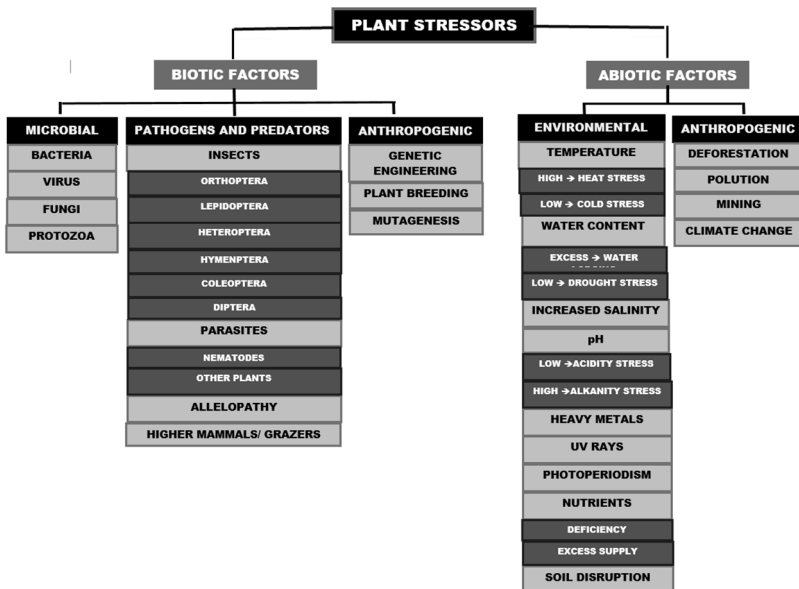 PLANT STRESSORS
BIOTIC FACTORS
ABIOTIC FACTORS
MICROBIAL
BACTERIA
VIRUS
FUNGI
PROTOZOA
PATHOGENS AND PREDATORS
INSECTS
ORTHOPTERA
LEPIDOPTERA
HETEROPTERA
HYMENPTERA
COLEOPTERA
DIPTERA
PARASITES
NEMATODES
OTHER PLANTS
ALLELOPATHY
HIGHER MAMMALS/ GRAZERS
ANTHROPOGENIC
GENETIC
ENGINEERING
PLANT BREEDING
MUTAGENESIS
ENVIRONMENTAL
TEMPERATURE
HIGH → HEAT STRESS
LOW → COLD STRESS
WATER CONTENT
EXCESS → WATER
LOW → DROUGHT STRESS
INCREASED SALINITY
pH
LOW →ACIDITY STRESS
HIGH →ALKANITY STRESS
HEAVY METALS
UV RAYS
PHOTOPERIODISM
NUTRIENTS
DEFICIENCY
EXCESS SUPPLY
SOIL DISRUPTION
ANTHROPOGENIC
DEFORESTATION
POLUTION
MINING
CLIMATE CHANGE